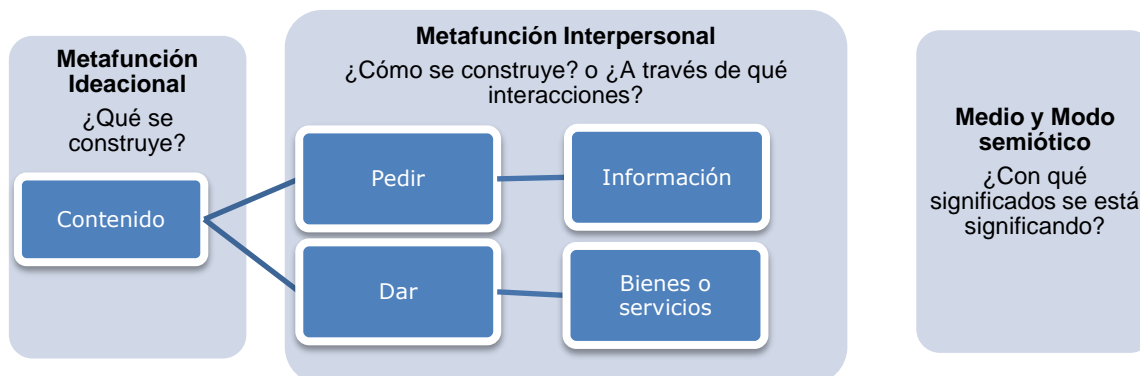 Metafunción
Ideacional
¿Qué se
construye?
Contenido
Metafunción Interpersonal
¿Cómo se construye? o ¿A través de qué
interacciones?
Pedir
Información
Dar
Bienes o
servicios
Medio y Modo
semiótico
¿Con qué
significados se está
significando?